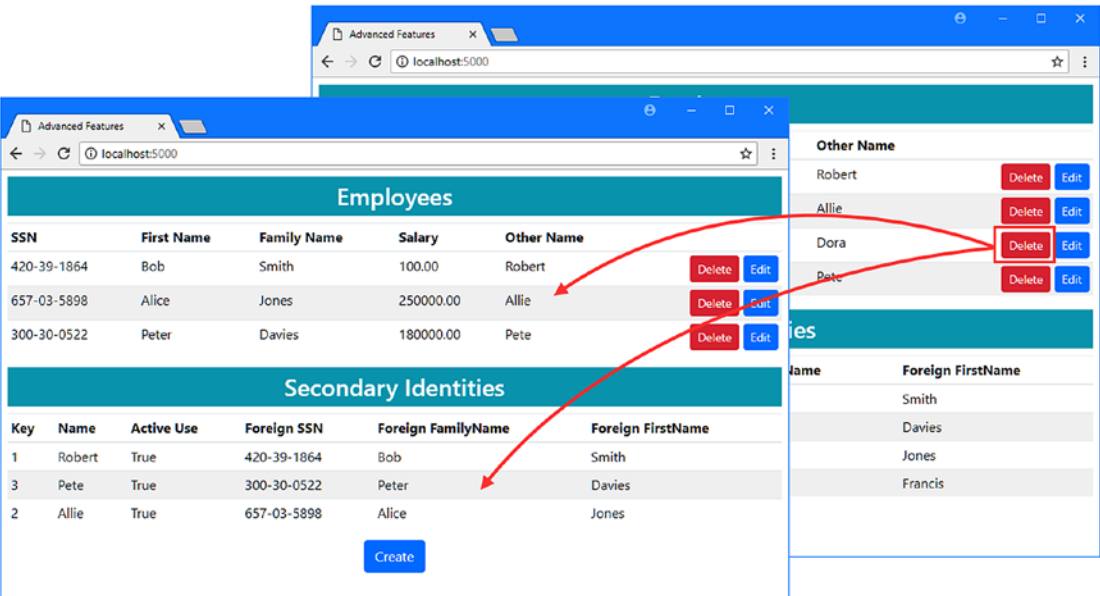 Advanced Features
localhost:5000
Other Name
Robert Delete Edit
Allie Delete Edit
Dora Delete Edit
Pete Delete Edit
Foreign FirstName
Smith
Davies
Jones
Francis
Advanced Features
localhost:5000
Employees
SSN First Name Family Name Salary Other Name
420-39-1864 Bob Smith 100.00 Robert Delete Edit
657-03-5898 Alice Jones 250000.00 Allie Delete Edit
300-30-0522 Peter Davies 180000.00 Pete Delete Edit
Secondary Identities
Key Name Active Use Foreign SSN Foreign FamilyName Foreign FirstName
1 Robert True 420-39-1864 Bob Smith
3 Pete True 300-30-0522 Peter Davies
2 Allie True 657-03-5898 Alice Jones
Create